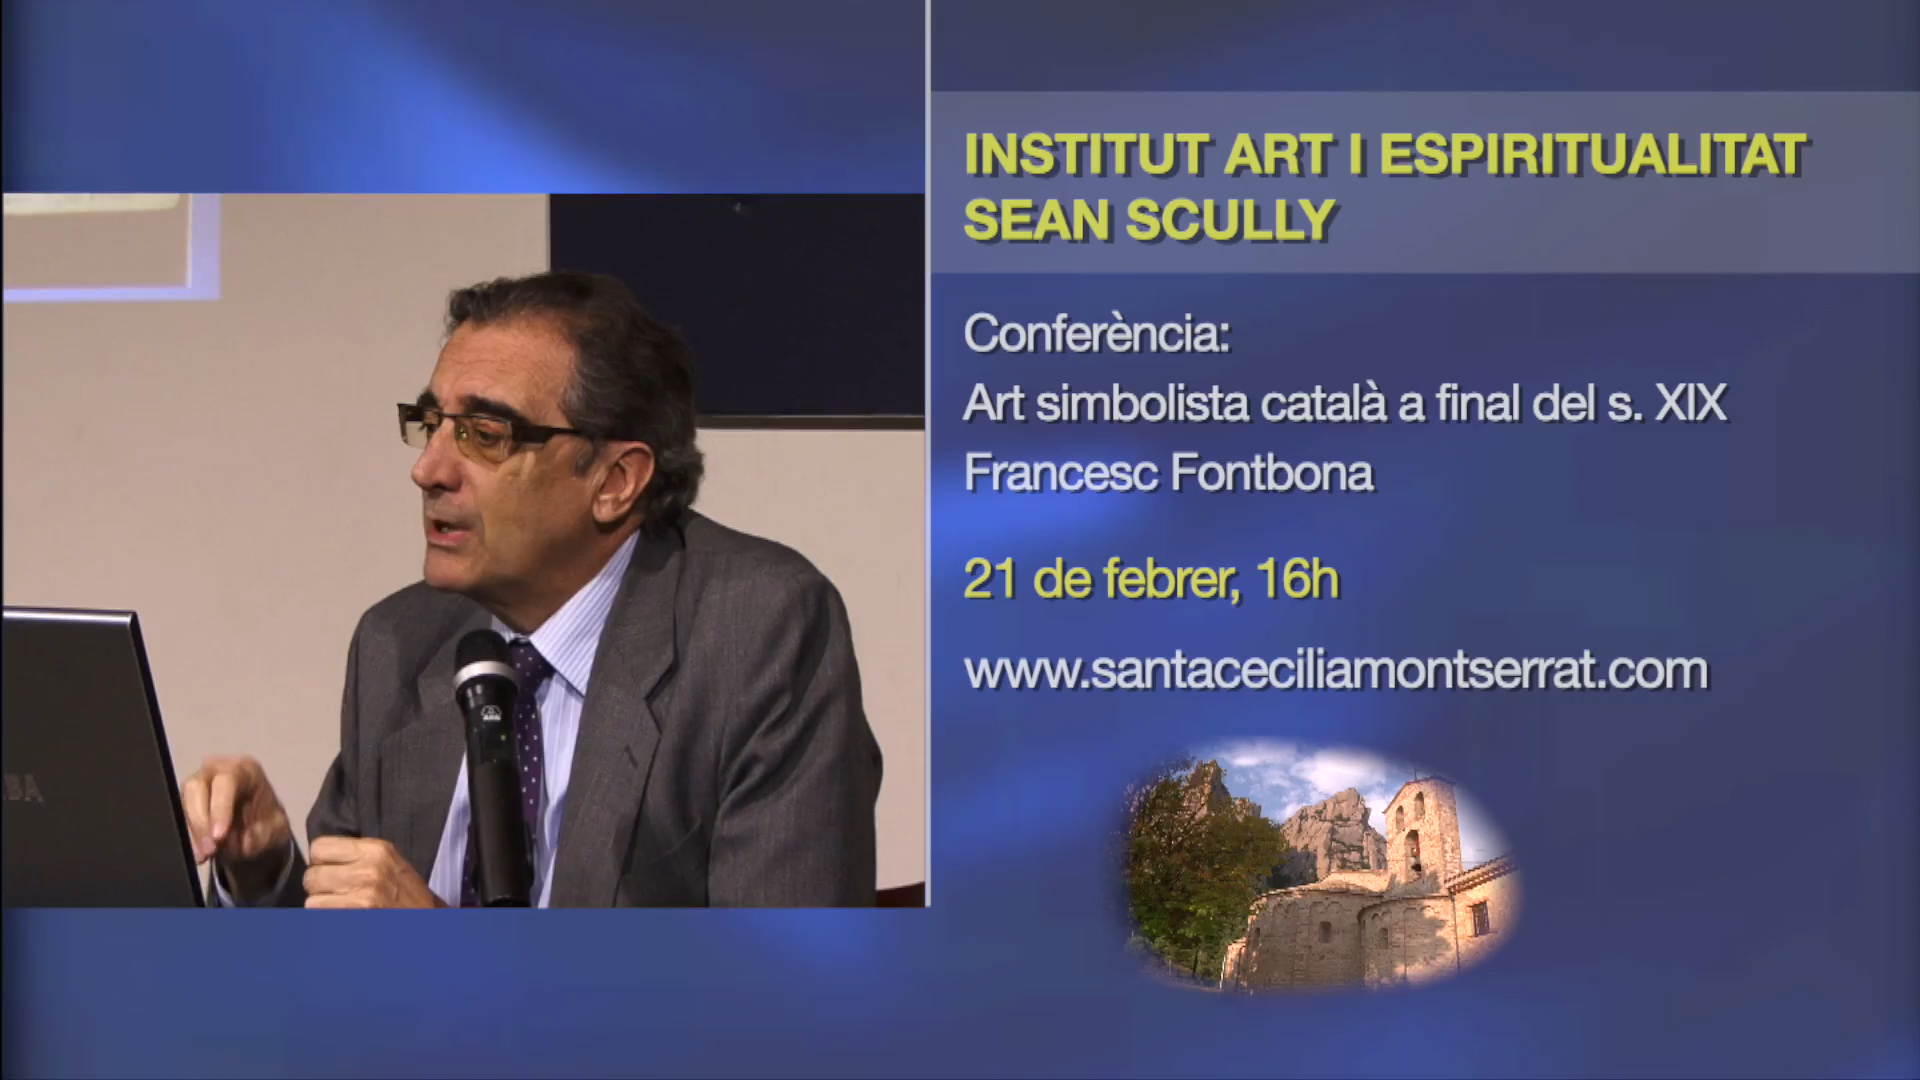 INSTITUT ART I ESPIRITUALITAT
SEAN SCULLY
Conferència:
Art simbolista català a final del s. XIX
Francesc Fontbona
21 de febrer, 16h
www.santaceciliamontserrat.com